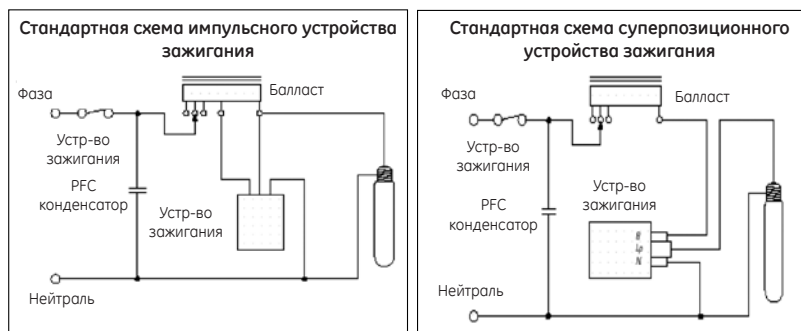 Стандартная схема импульсного устройства
зажигания
Фаза
Балласт
Устр-во
зажигания
PFC
конденсатор
Устр-во
зажигания
Нейтраль
Стандартная схема суперпозиционного
устройства зажигания
Фаза
Балласт
Устр-во
зажигания
Устр-во
зажигания
PFC
конденсатор
B
Lp
N
Нейтраль